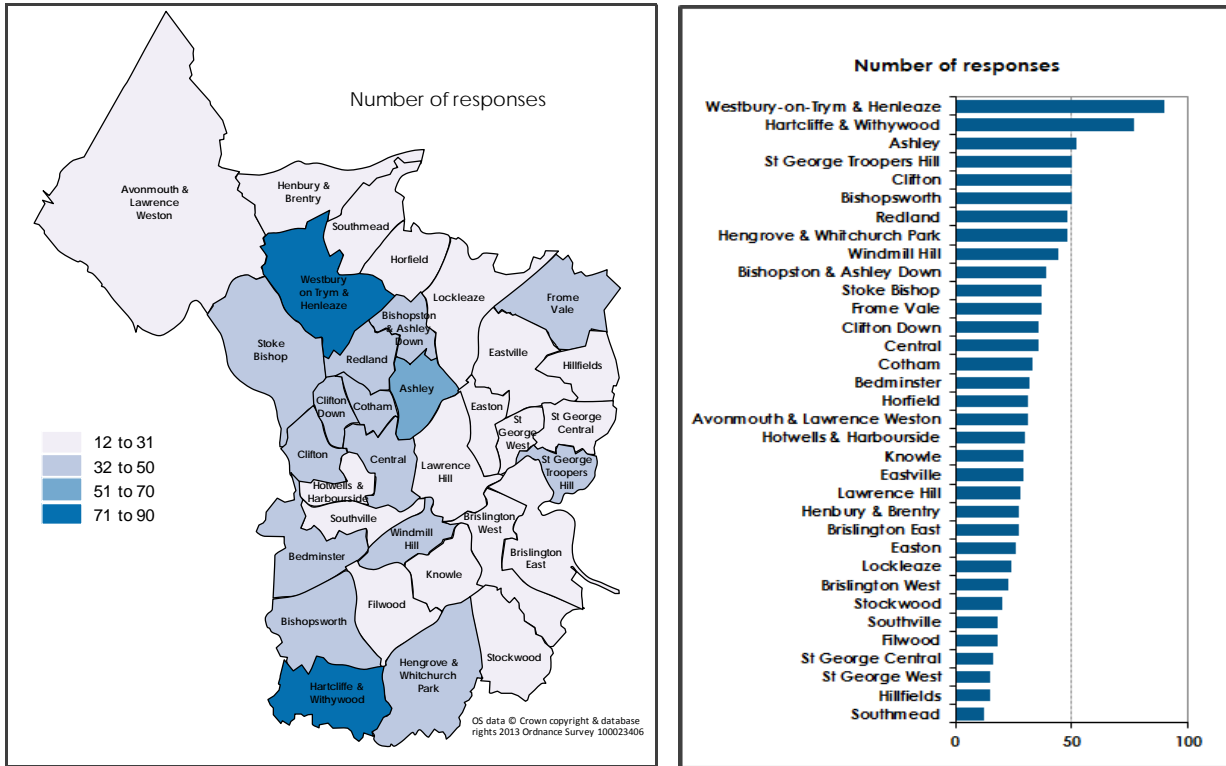 Number of responses
Avonmouth &
Lawrence
Weston
Henbury &
Brentry
Southmead
Horfield
Westbury
on Trym &
Henleaze
Lockleaze
Frome
Vale
Bishopston
& Ashley
Down
Stoke
Bishop
Redland
Eastville
Hillfields
Ashley
Clifton
Down
Cotham
Easton
St
George
West
St George
Central
Clifton
Central
Lawrence
Hill
St George
Troopers
Hill
Hotwells &
Harbourside
Southville
Windmill
Hill
Brislington
West
Brislington
East
Bedminster
Knowle
Filwood
Bishopsworth
Hengrove &
Whitchurch
Park
Stockwood
Hartcliffe &
Withywood
12 to 31
32 to 50
51 to 70
71 to 90
OS data © Crown copyright & database
rights 2013 Ordnance Survey 100023406
Number of responses
Westbury-on-Trym & Henleaze
Hartcliffe & Withywood
Ashley
St George Troopers Hill
Clifton
Bishopsworth
Redland
Hengrove & Whitchurch Park
Windmill Hill
Bishopston & Ashley Down
Stoke Bishop
Frome Vale
Clifton Down
Central
Cotham
Bedminster
Horfield
Avonmouth & Lawrence Weston
Hotwells & Harbourside
Knowle
Eastville
Lawrence Hill
Henbury & Brentry
Brislington East
Easton
Lockleaze
Brislington West
Stockwood
Southville
Filwood
St George Central
St George West
Hillfields
Southmead
0 50 100